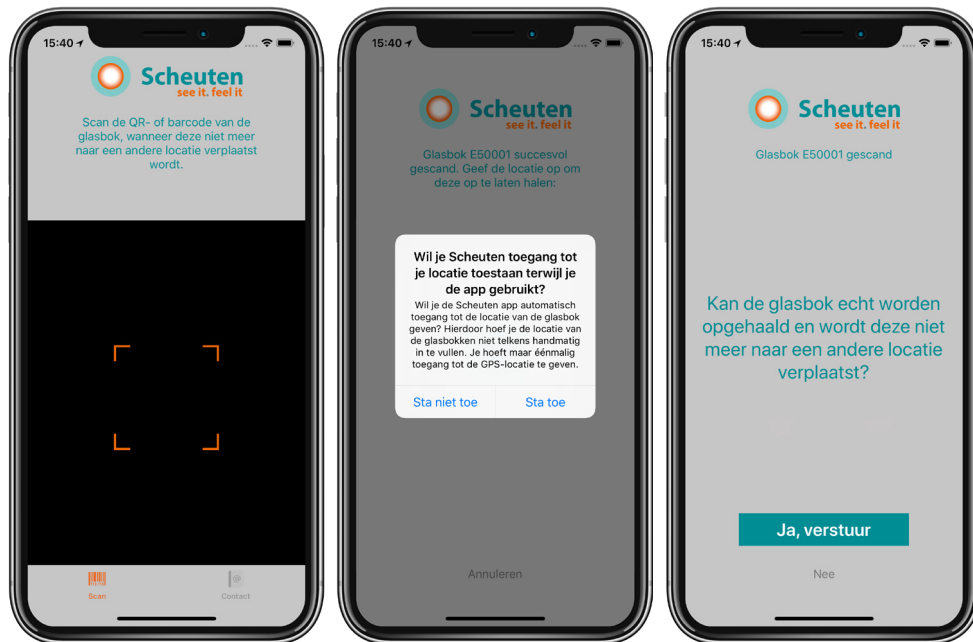 15:40
Scheuten
see it. feel it
Scan de QR- of barcode van de
glasbok, wanneer deze niet meer
naar een andere locatie verplaatst
wordt.
Scan
Contact
15:40
Scheuten
see it. feel it
Glasbok E50001 succesvol
gescand. Geef de locatie op om
deze op te laten halen:
Wil je Scheuten toegang tot
je locatie toestaan terwijl je
de app gebruikt?
Wil je de Scheuten app automatisch
toegang tot de locatie van de glasbok
geven? Hierdoor hoef je de locatie van
de glasbokken niet telkens handmatig
in te vullen. Je hoeft maar éénmalig
toegang tot de GPS-locatie te geven.
Sta niet toe
Sta toe
Annuleren
15:40
Scheuten
see it. feel it
Glasbok E50001 gescand
Kan de glasbok echt worden
opgehaald en wordt deze niet
meer naar een andere locatie
verplaatst?
Ja, verstuur
Nee